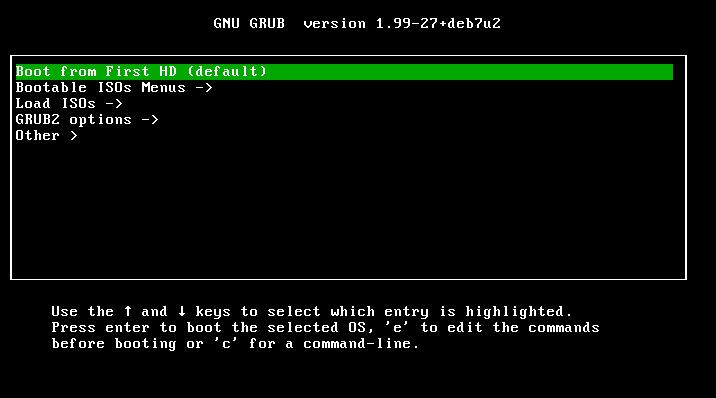 GNU GRUB  version 1.99-27+deb7u2
Boot from First HD (default)
Bootable ISOs Menus ->
Load ISOs ->
GRUB2 options ->
Other >
Use the ↑ and ↓ keys to select which entry is highlighted.
Press enter to boot the selected OS, 'e' to edit the commands
before booting or 'c' for a command-line.